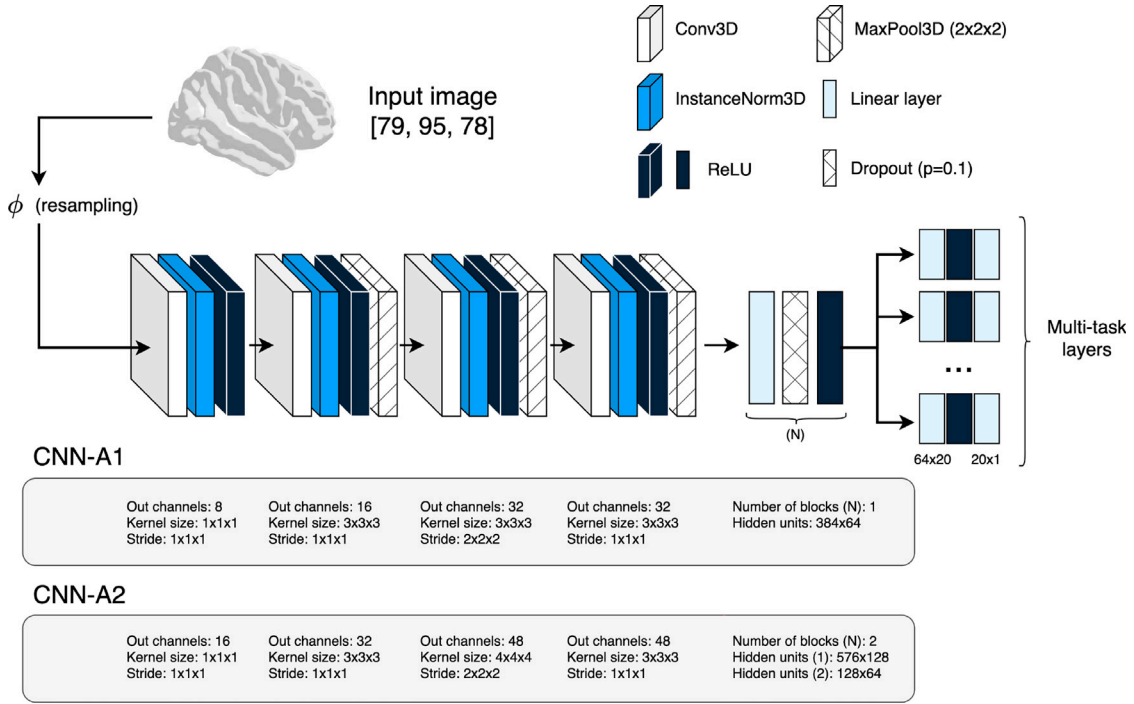 Conv3D
MaxPool3D (2x2x2)
Input image
[79, 95, 78]
InstanceNorm3D
Linear layer
ReLU
Dropout (p=0.1)
ϕ (resampling)
Multi-task
layers
...
(N)
64x20
20x1
CNN-A1
Out channels: 8
Kernel size: 1x1x1
Stride: 1x1x1
Out channels: 16
Kernel size: 3x3x3
Stride: 1x1x1
Out channels: 32
Kernel size: 3x3x3
Stride: 2x2x2
Out channels: 32
Kernel size: 3x3x3
Stride: 1x1x1
Number of blocks (N): 1
Hidden units: 384x64
CNN-A2
Out channels: 16
Kernel size: 1x1x1
Stride: 1x1x1
Out channels: 32
Kernel size: 3x3x3
Stride: 1x1x1
Out channels: 48
Kernel size: 4x4x4
Stride: 2x2x2
Out channels: 48
Kernel size: 3x3x3
Stride: 1x1x1
Number of blocks (N): 2
Hidden units (1): 576x128
Hidden units (2): 128x64